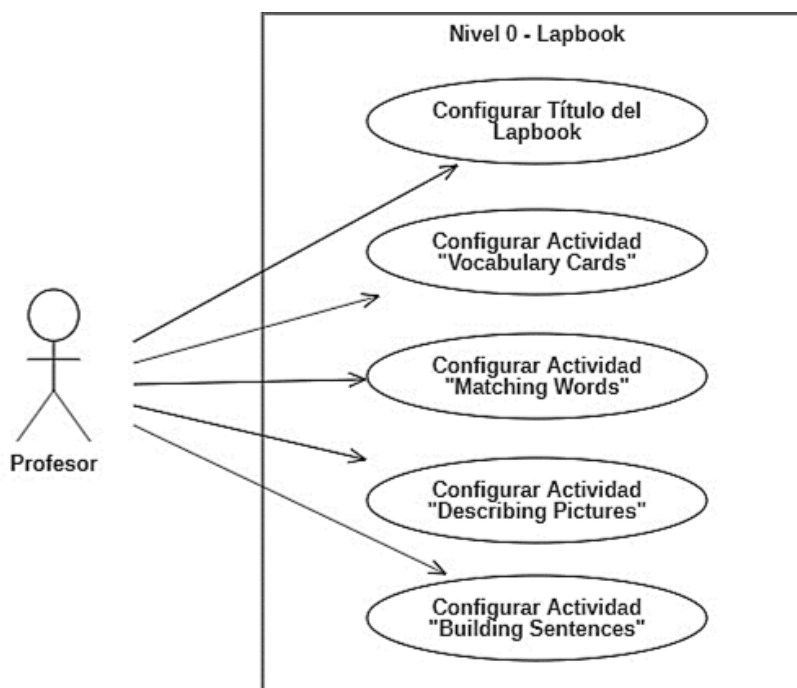 Nivel 0 - Lapbook
Configurar Título del
Lapbook
Configurar Actividad
"Vocabulary Cards"
Configurar Actividad
"Matching Words"
Profesor
Configurar Actividad
"Describing Pictures"
Configurar Actividad
"Building Sentences"